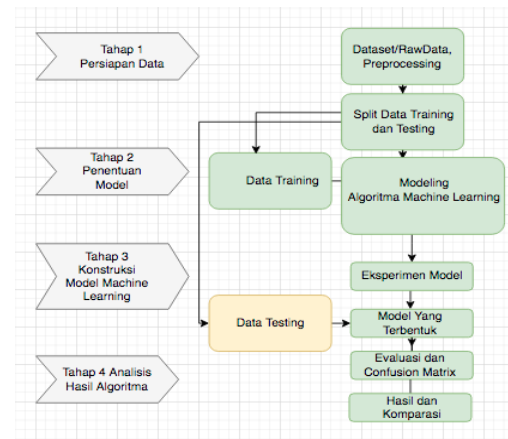 Tahap 1
Persiapan Data
Dataset/RawData,
Preprocessing
Split Data Training
dan Testing
Tahap 2
Penentuan
Model
Data Training
Modeling
Algoritma Machine Learning
Tahap 3
Konstruksi
Model Machine
Learning
Eksperimen Model
Data Testing
Model Yang
Terbentuk
Tahap 4 Analisis
Hasil Algoritma
Evaluasi dan
Confusion Matrix
Hasil dan
Komparasi